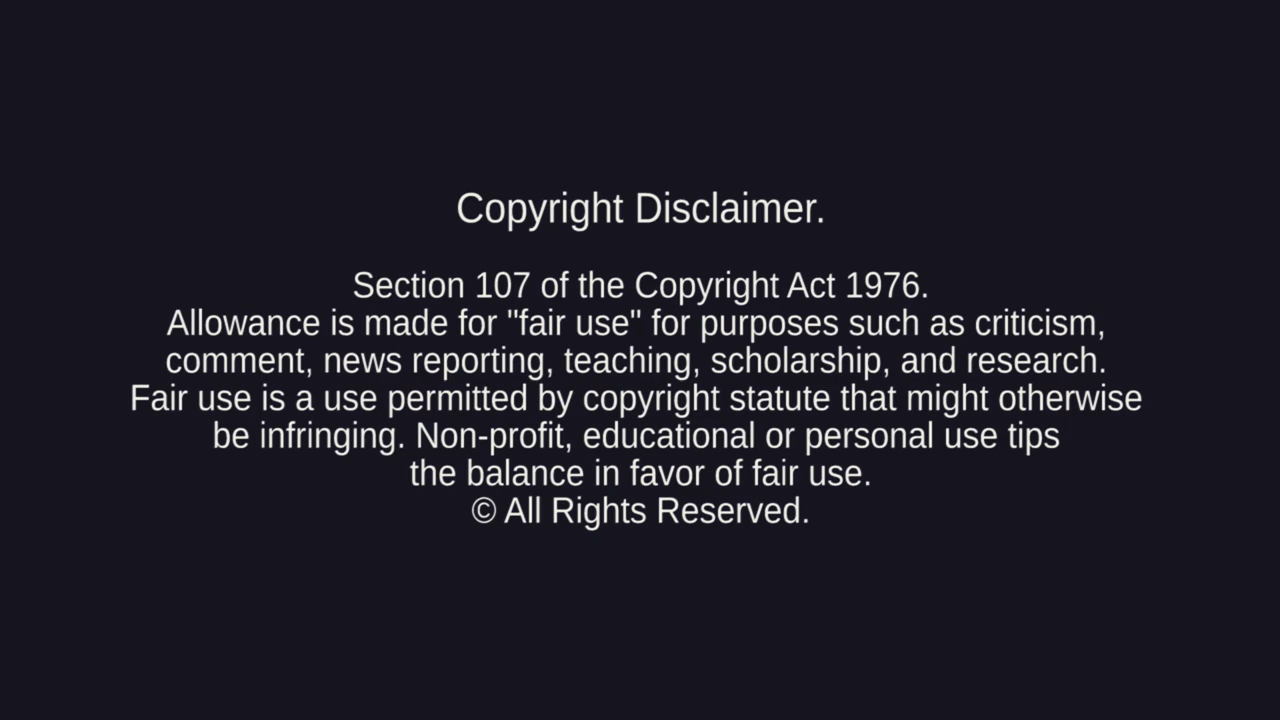 Copyright Disclaimer.
Section 107 of the Copyright Act 1976.
Allowance is made for "fair use" for purposes such as criticism,
comment, news reporting, teaching, scholarship, and research.
Fair use is a use permitted by copyright statute that might otherwise
be infringing. Non-profit, educational or personal use tips
the balance in favor of fair use.
© All Rights Reserved.